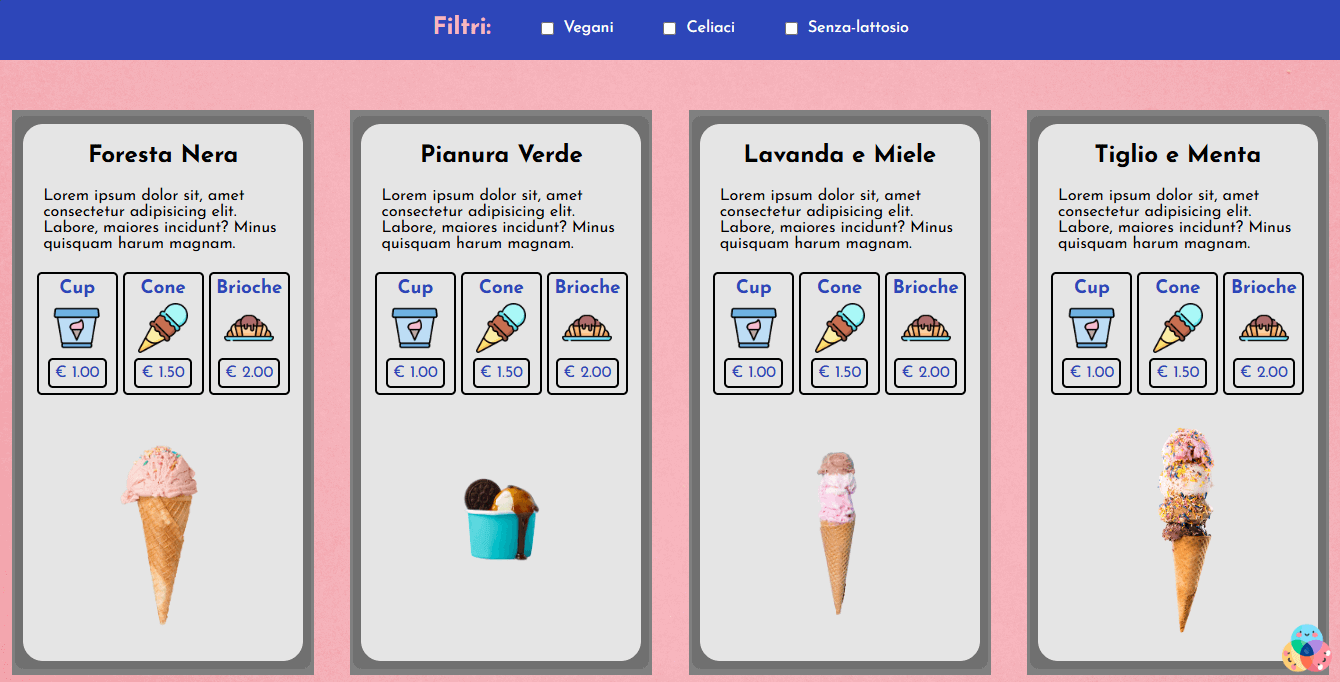 Filtri: Vegani Celiaci Senza-lattosio
Foresta Nera
Lorem ipsum dolor sit, amet
consectetur adipisicing elit.
Labore, maiores incidunt? Minus
quisquam harum magnam.
Cup Cone Brioche
€ 1.00 € 1.50 € 2.00
Pianura Verde
Lorem ipsum dolor sit, amet
consectetur adipisicing elit.
Labore, maiores incidunt? Minus
quisquam harum magnam.
Cup Cone Brioche
€ 1.00 € 1.50 € 2.00
Lavanda e Miele
Lorem ipsum dolor sit, amet
consectetur adipisicing elit.
Labore, maiores incidunt? Minus
quisquam harum magnam.
Cup Cone Brioche
€ 1.00 € 1.50 € 2.00
Tiglio e Menta
Lorem ipsum dolor sit, amet
consectetur adipisicing elit.
Labore, maiores incidunt? Minus
quisquam harum magnam.
Cup Cone Brioche
€ 1.00 € 1.50 € 2.00